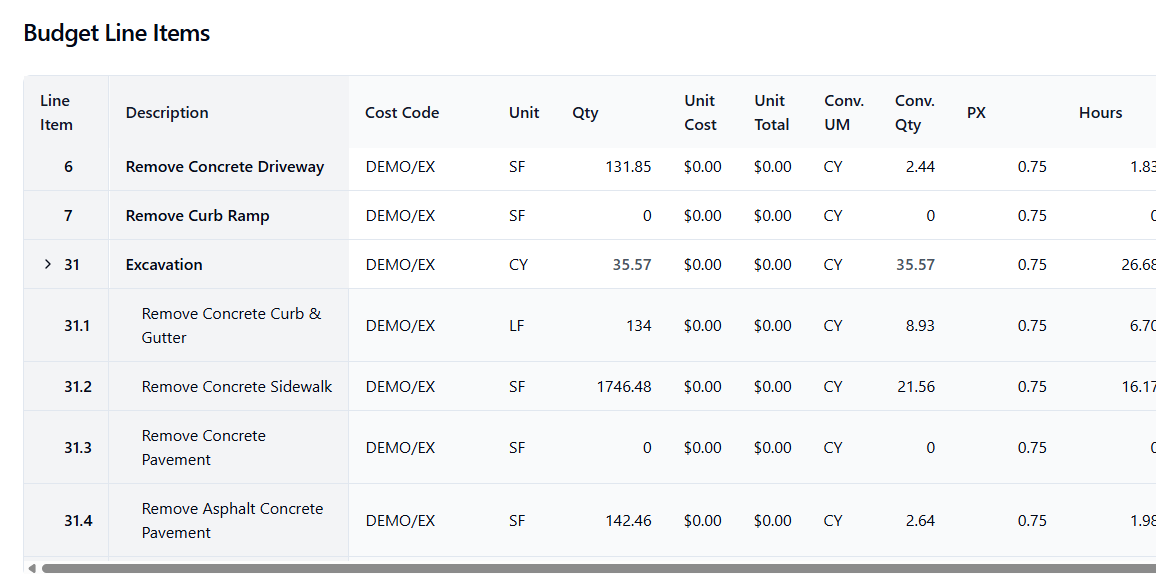 Budget Line Items
Line Item Description Cost Code Unit Qty Unit Cost Unit Total Conv. UM Conv. Qty PX Hours
6 Remove Concrete Driveway DEMO/EX SF 131.85 $0.00 $0.00 CY 2.44 0.75 1.83
7 Remove Curb Ramp DEMO/EX SF 0 $0.00 $0.00 CY 0 0.75 0
31 Excavation DEMO/EX CY 35.57 $0.00 $0.00 CY 35.57 0.75 26.68
31.1 Remove Concrete Curb & Gutter DEMO/EX LF 134 $0.00 $0.00 CY 8.93 0.75 6.70
31.2 Remove Concrete Sidewalk DEMO/EX SF 1746.48 $0.00 $0.00 CY 21.56 0.75 16.17
31.3 Remove Concrete Pavement DEMO/EX SF 0 $0.00 $0.00 CY 0 0.75 0
31.4 Remove Asphalt Concrete Pavement DEMO/EX SF 142.46 $0.00 $0.00 CY 2.64 0.75 1.98